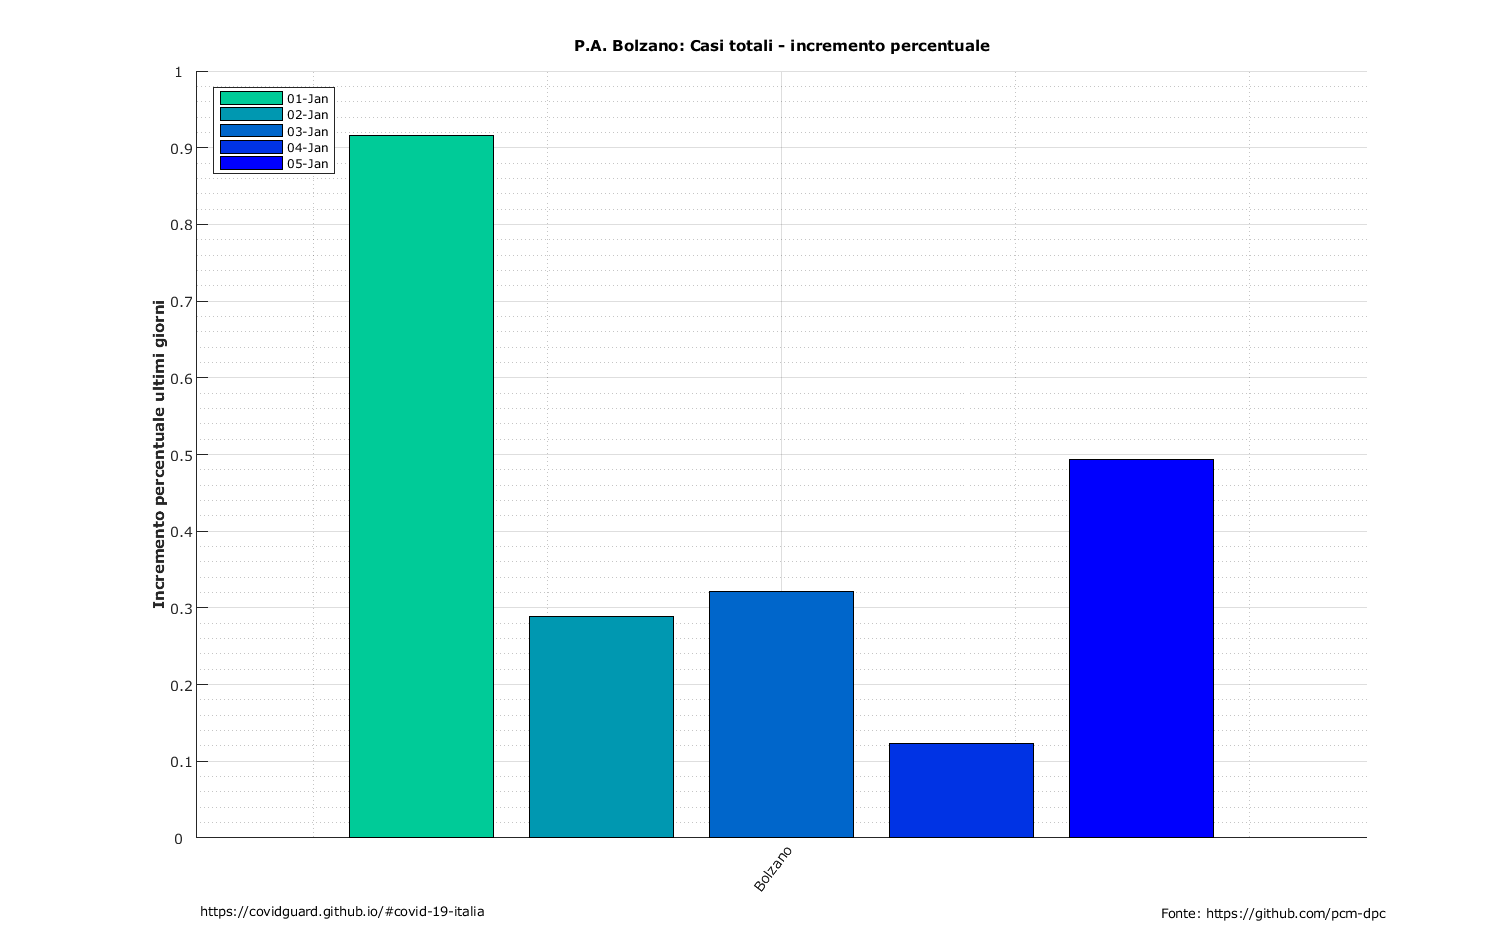 P.A. Bolzano: Casi totali - incremento percentuale
Incremento percentuale ultimi giorni
1
0.9
0.8
0.7
0.6
0.5
0.4
0.3
0.2
0.1
0
01-Jan
02-Jan
03-Jan
04-Jan
05-Jan
Bolzano
https://covidguard.github.io/#covid-19-italia
Fonte: https://github.com/pcm-dpc